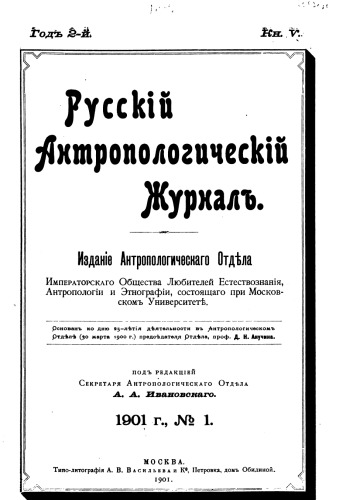 Годъ 2-й. Кн. V.
Русскій
Антропологическій
Журналъ.
Изданіе Антропологическаго Отдѣла
Императорскаго Общества Любителей Естествознанія,
Антропологіи и Этнографіи, состоящаго при Москов-
скомъ Университетѣ.
Основанъ ко дню 25-лѣтія дѣятельности въ Антропологическомъ
Отдѣлѣ (30 марта 1900 г.) предсѣдателя Отдѣла, проф. Д. Н. Анучина.
ПОДЪ РЕДАКЦІЕЙ
Секретаря Антропологическаго Отдѣла
А. А. Ивановскаго.
1901 г., № 1.
МОСКВА.
Типо-литографія А. В. Васильева и Кº, Петровка, домъ Обидиной.
1901.